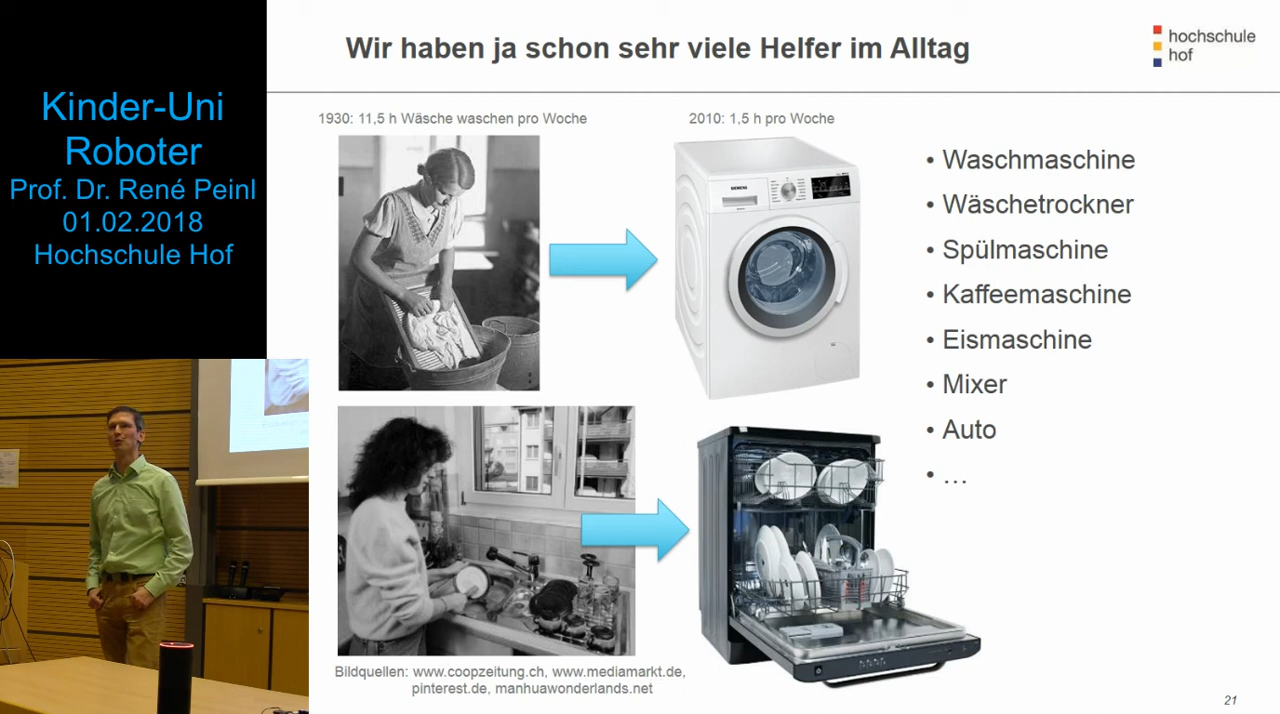 Kinder-Uni
Roboter
Prof. Dr. René Peinl
01.02.2018
Hochschule Hof
Wir haben ja schon sehr viele Helfer im Alltag
hochschule
hof
1930: 11,5 h Wäsche waschen pro Woche
2010: 1,5 h pro Woche
SIEMENS
• Waschmaschine
• Wäschetrockner
• Spülmaschine
• Kaffeemaschine
• Eismaschine
• Mixer
• Auto
• …
Bildquellen: www.coopzeitung.ch, www.mediamarkt.de,
pinterest.de, manhuawonderlands.net
21